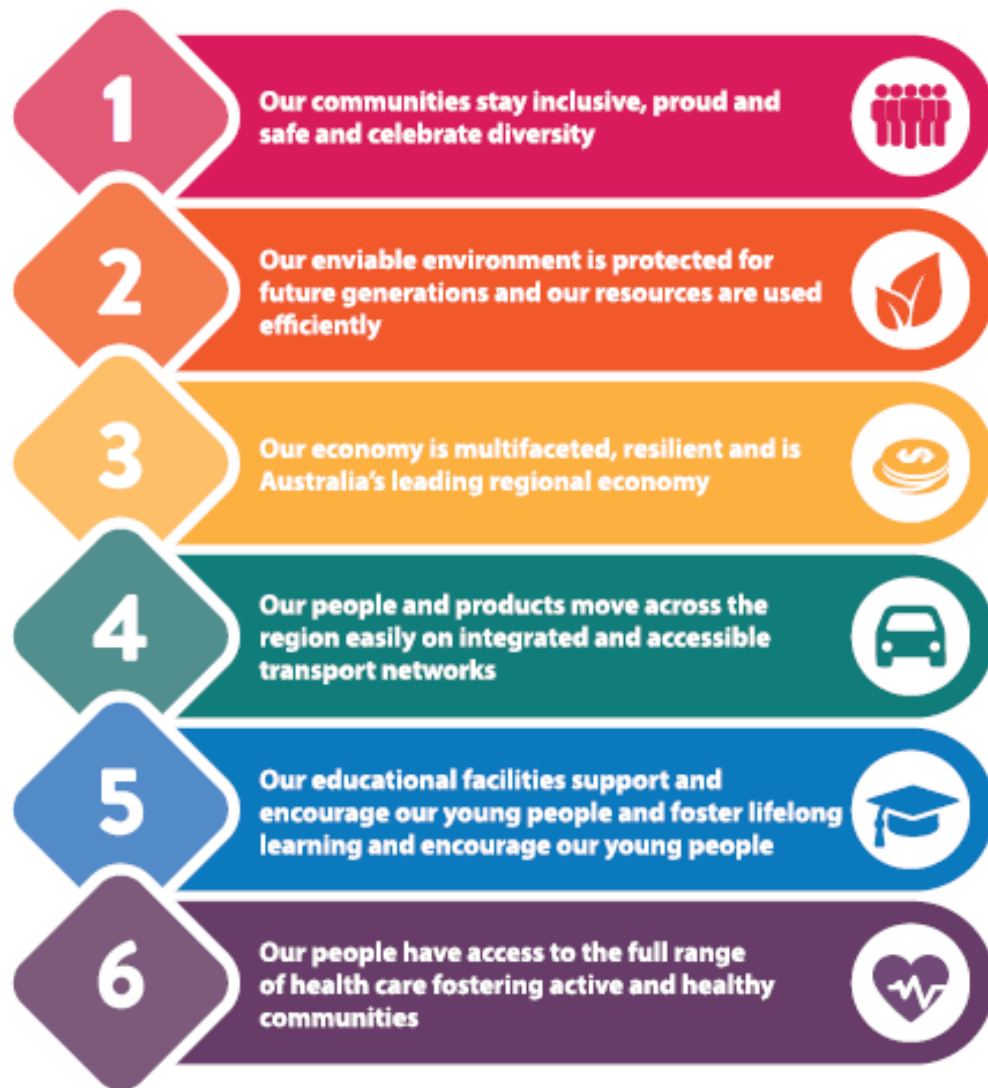 1
Our communities stay inclusive, proud and
safe and celebrate diversity
2
Our enviable environment is protected for
future generations and our resources are used
efficiently
3
Our economy is multifaceted, resilient and is
Australia's leading regional economy
$
4
Our people and products move across the
region easily on integrated and accessible
transport networks
5
Our educational facilities support and
encourage our young people and foster lifelong
learning and encourage our young people
6
Our people have access to the full range
of health care fostering active and healthy
communities